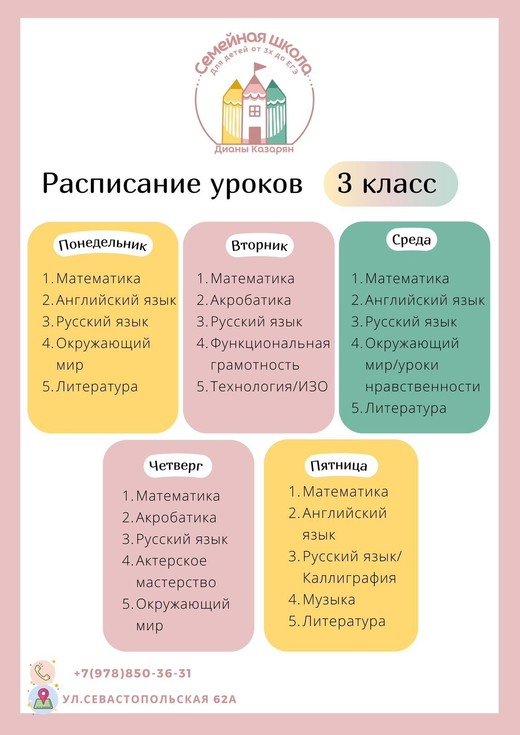 Семейная школа
Для детей от 3х до ЕГЭ
Дианы Казарян
Расписание уроков 3 класс
Понедельник
1. Математика
2. Английский язык
3. Русский язык
4. Окружающий
мир
5. Литература
Вторник
1. Математика
2. Акробатика
3. Русский язык
4. Функциональная
грамотность
5. Технология/ИЗО
Среда
1. Математика
2. Английский язык
3. Русский язык
4. Окружающий
мир/уроки
нравственности
5. Литература
Четверг
1. Математика
2. Акробатика
3. Русский язык
4. Актерское
мастерство
5. Окружающий
мир
Пятница
1. Математика
2. Английский
язык
3. Русский язык/
Каллиграфия
4. Музыка
5. Литература
+7(978)850-36-31
УЛ.СЕВАСТОПОЛЬСКАЯ 62А